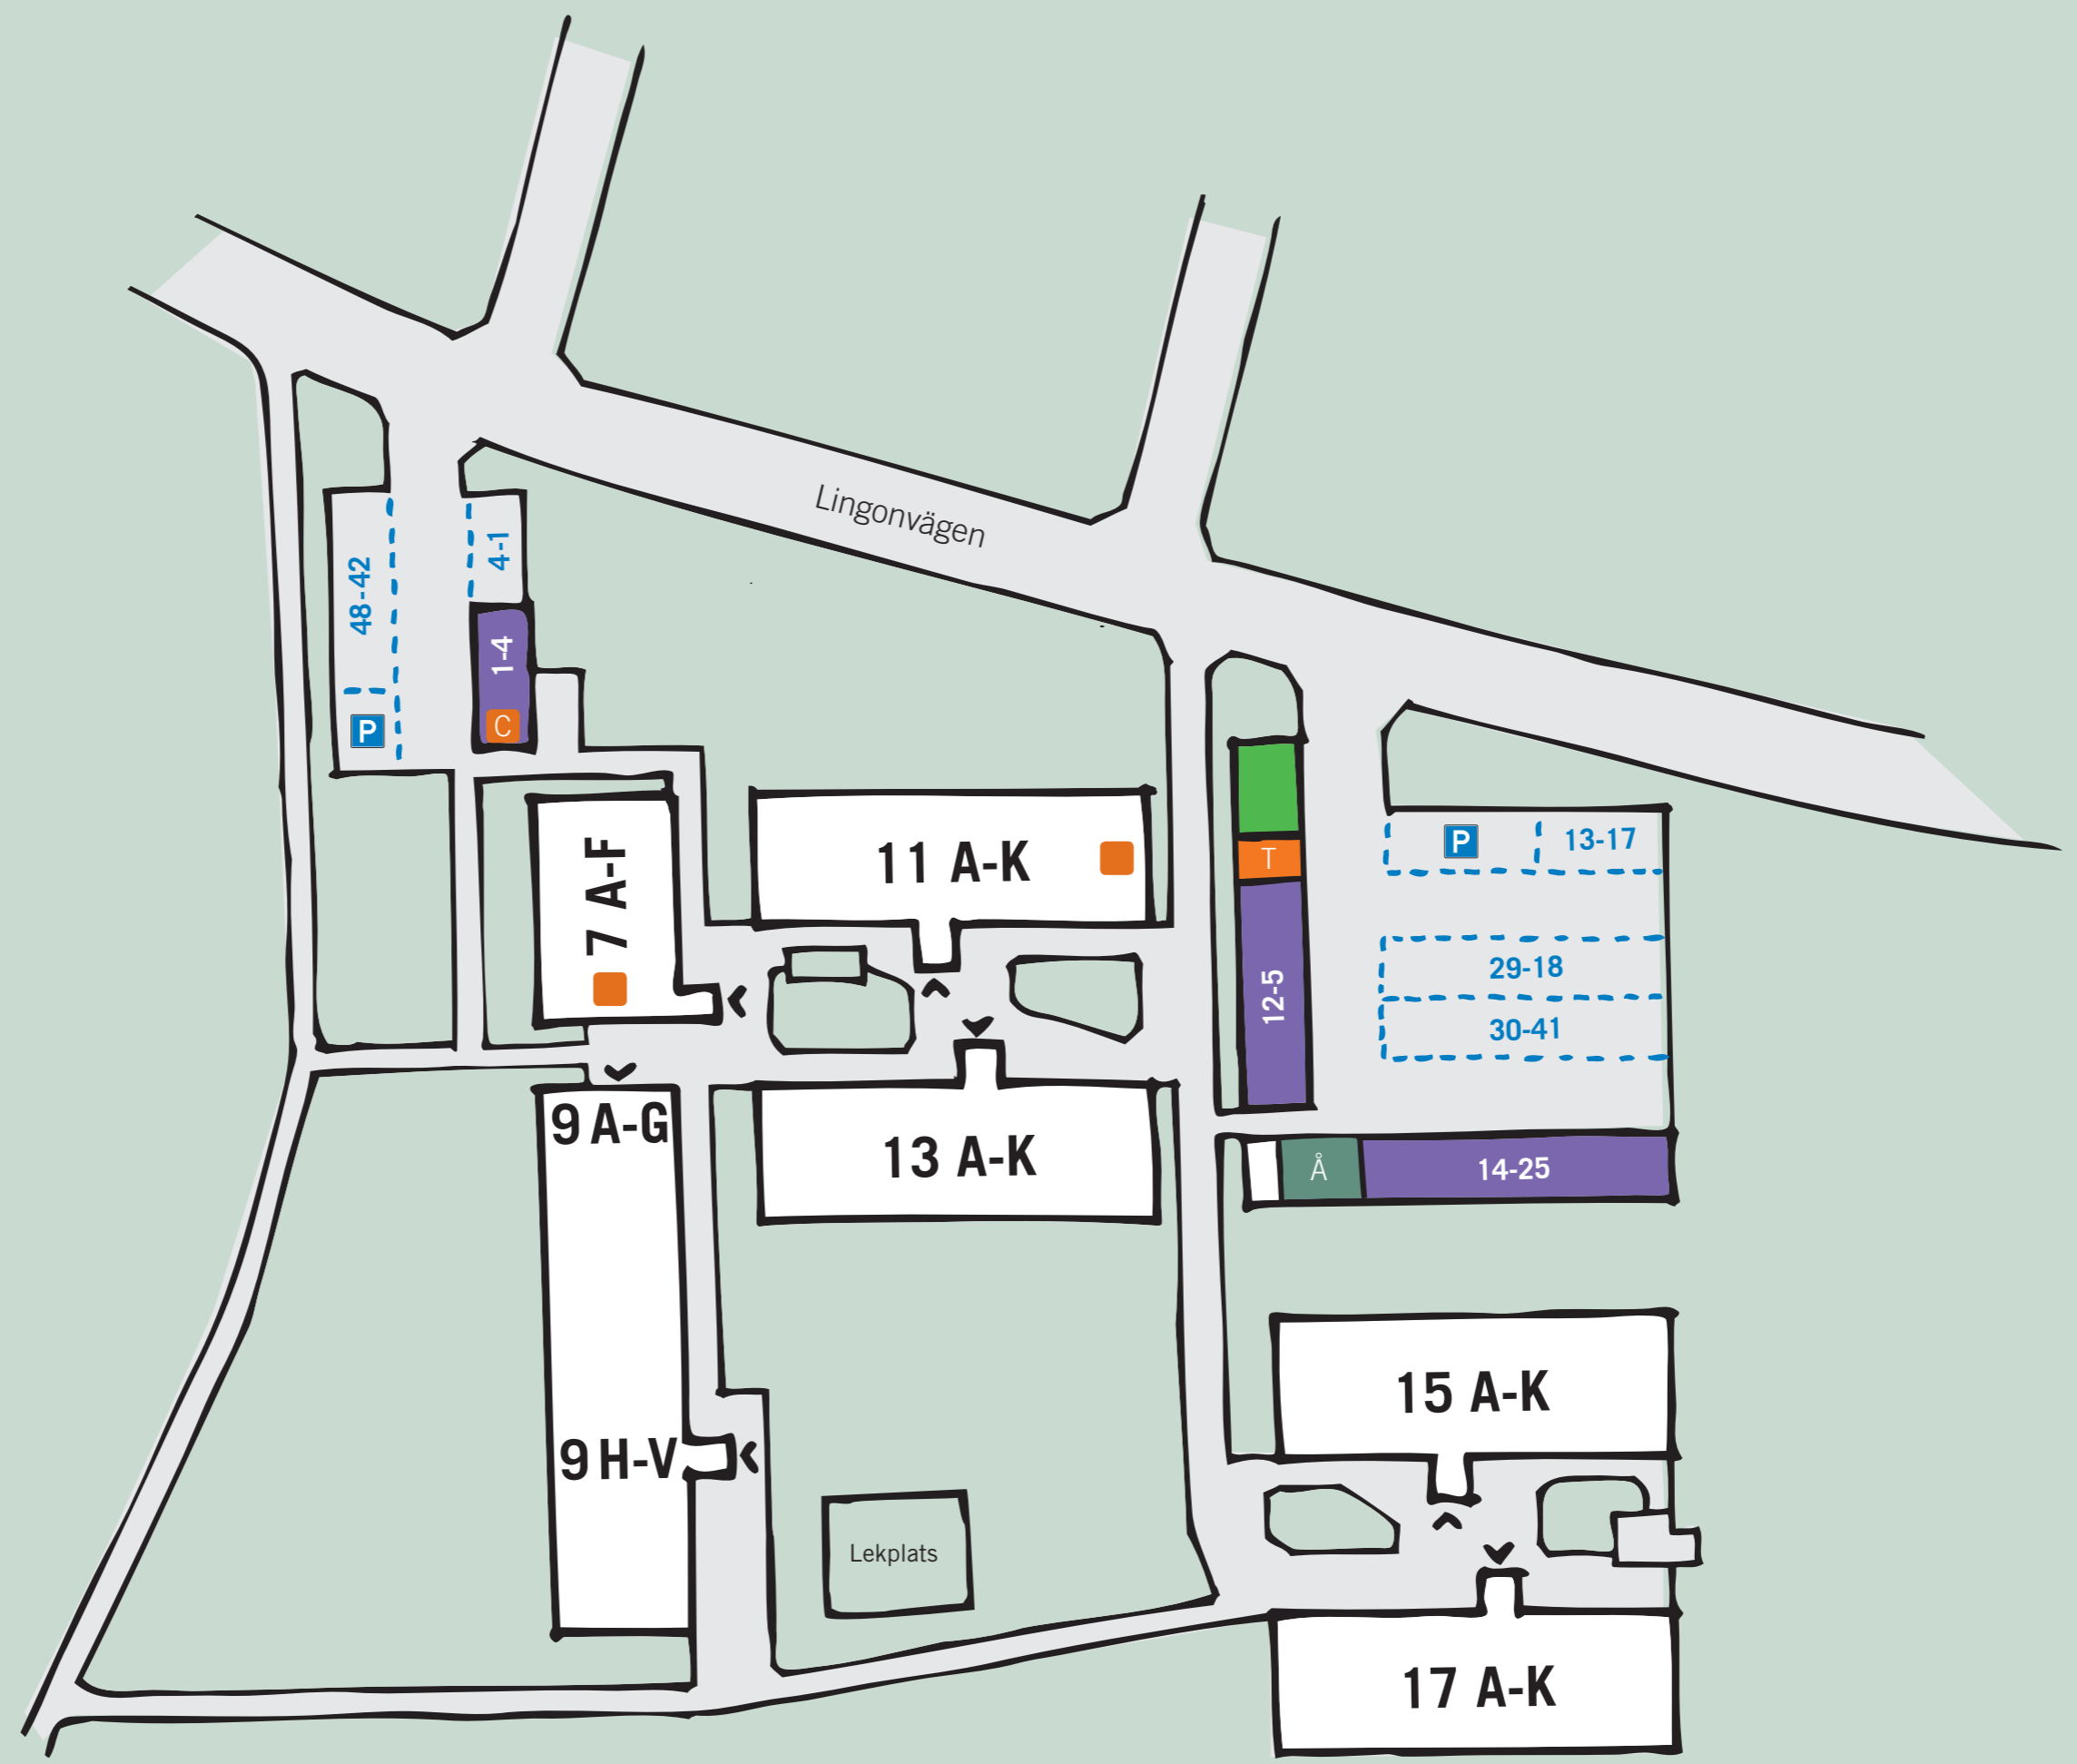 Lingonvägen
48-42
4-1
1-4
P
C
7 A-F
11 A-K
T
P
13-17
12-5
29-18
30-41
9 A-G
13 A-K
Å
14-25
15 A-K
9 H-V
Lekplats
17 A-K